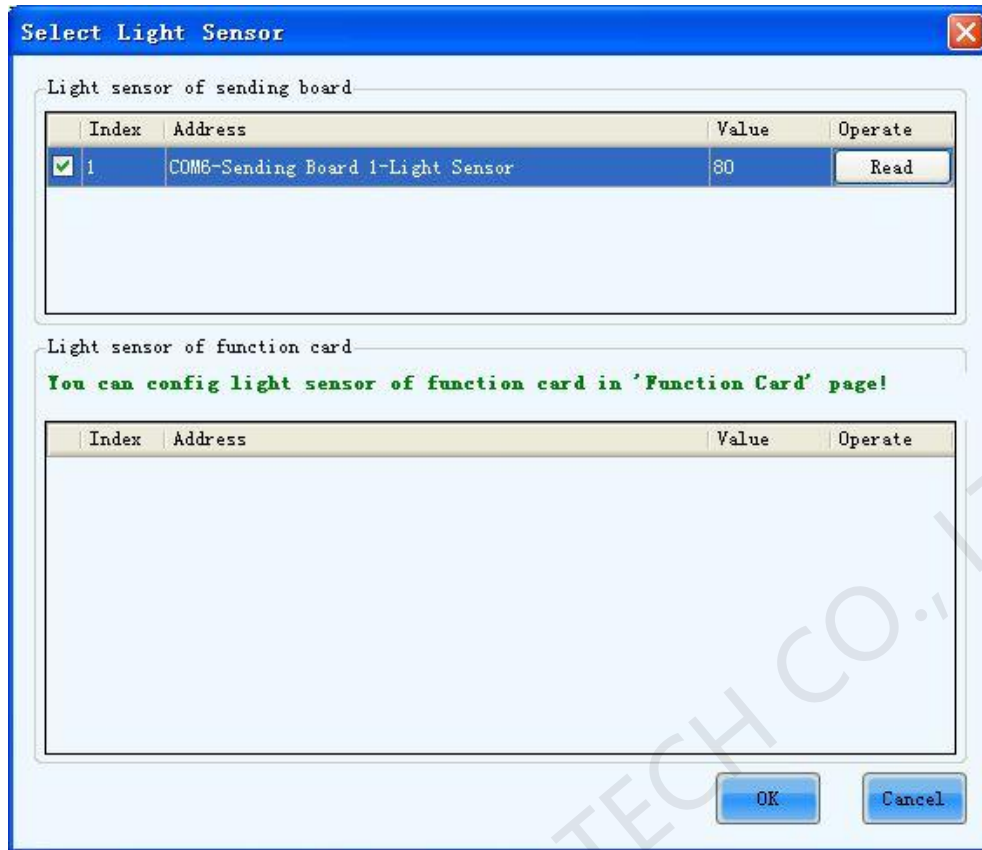 Select Light Sensor
Light sensor of sending board
Index Address Value Operate
1 COM6-Sending Board 1-Light Sensor 80 Read
Light sensor of function card
You can config light sensor of function card in 'Function Card' page!
Index Address Value Operate
OK Cancel
TECH CO.,